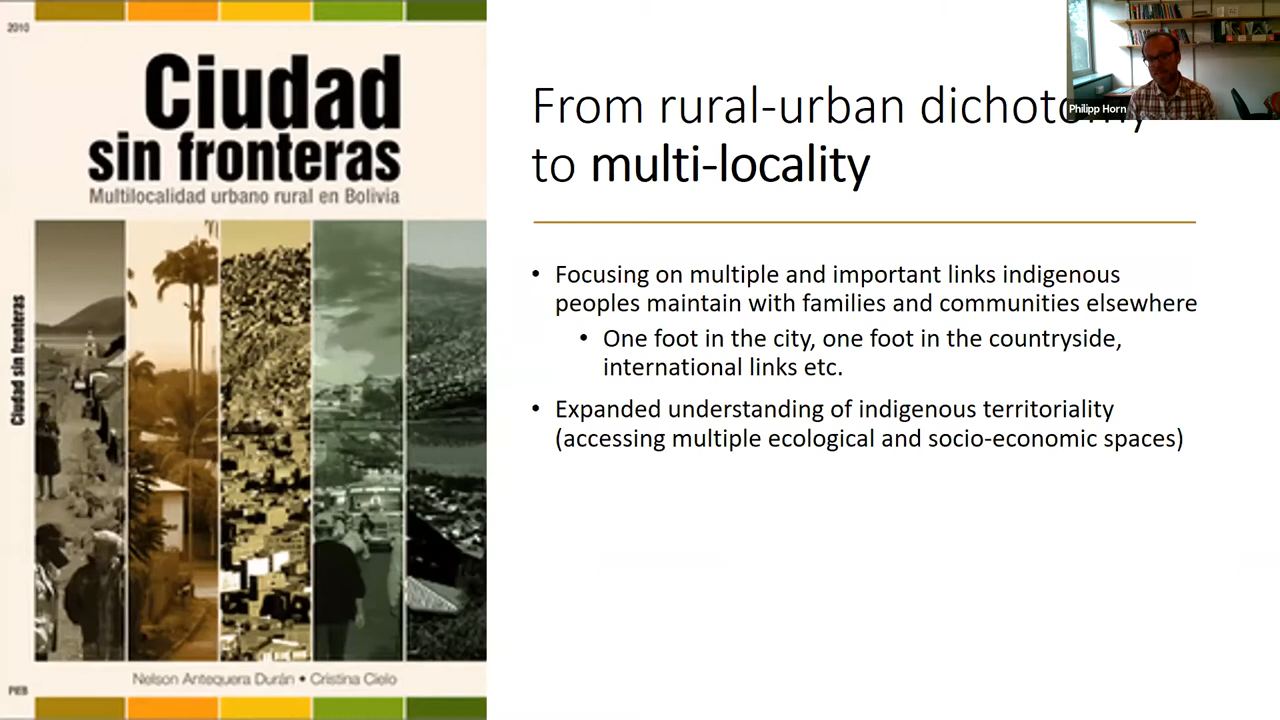 2010
Ciudad
sin fronteras
Multilocalidad urbano rural en Bolivia
Ciudad sin fronteras
Nelson Antequera Durán • Cristina Cielo
PIEB
From rural-urban dichotomy
to multi-locality
• Focusing on multiple and important links indigenous
peoples maintain with families and communities elsewhere
• One foot in the city, one foot in the countryside,
international links etc.
• Expanded understanding of indigenous territoriality
(accessing multiple ecological and socio-economic spaces)
Philipp Horn